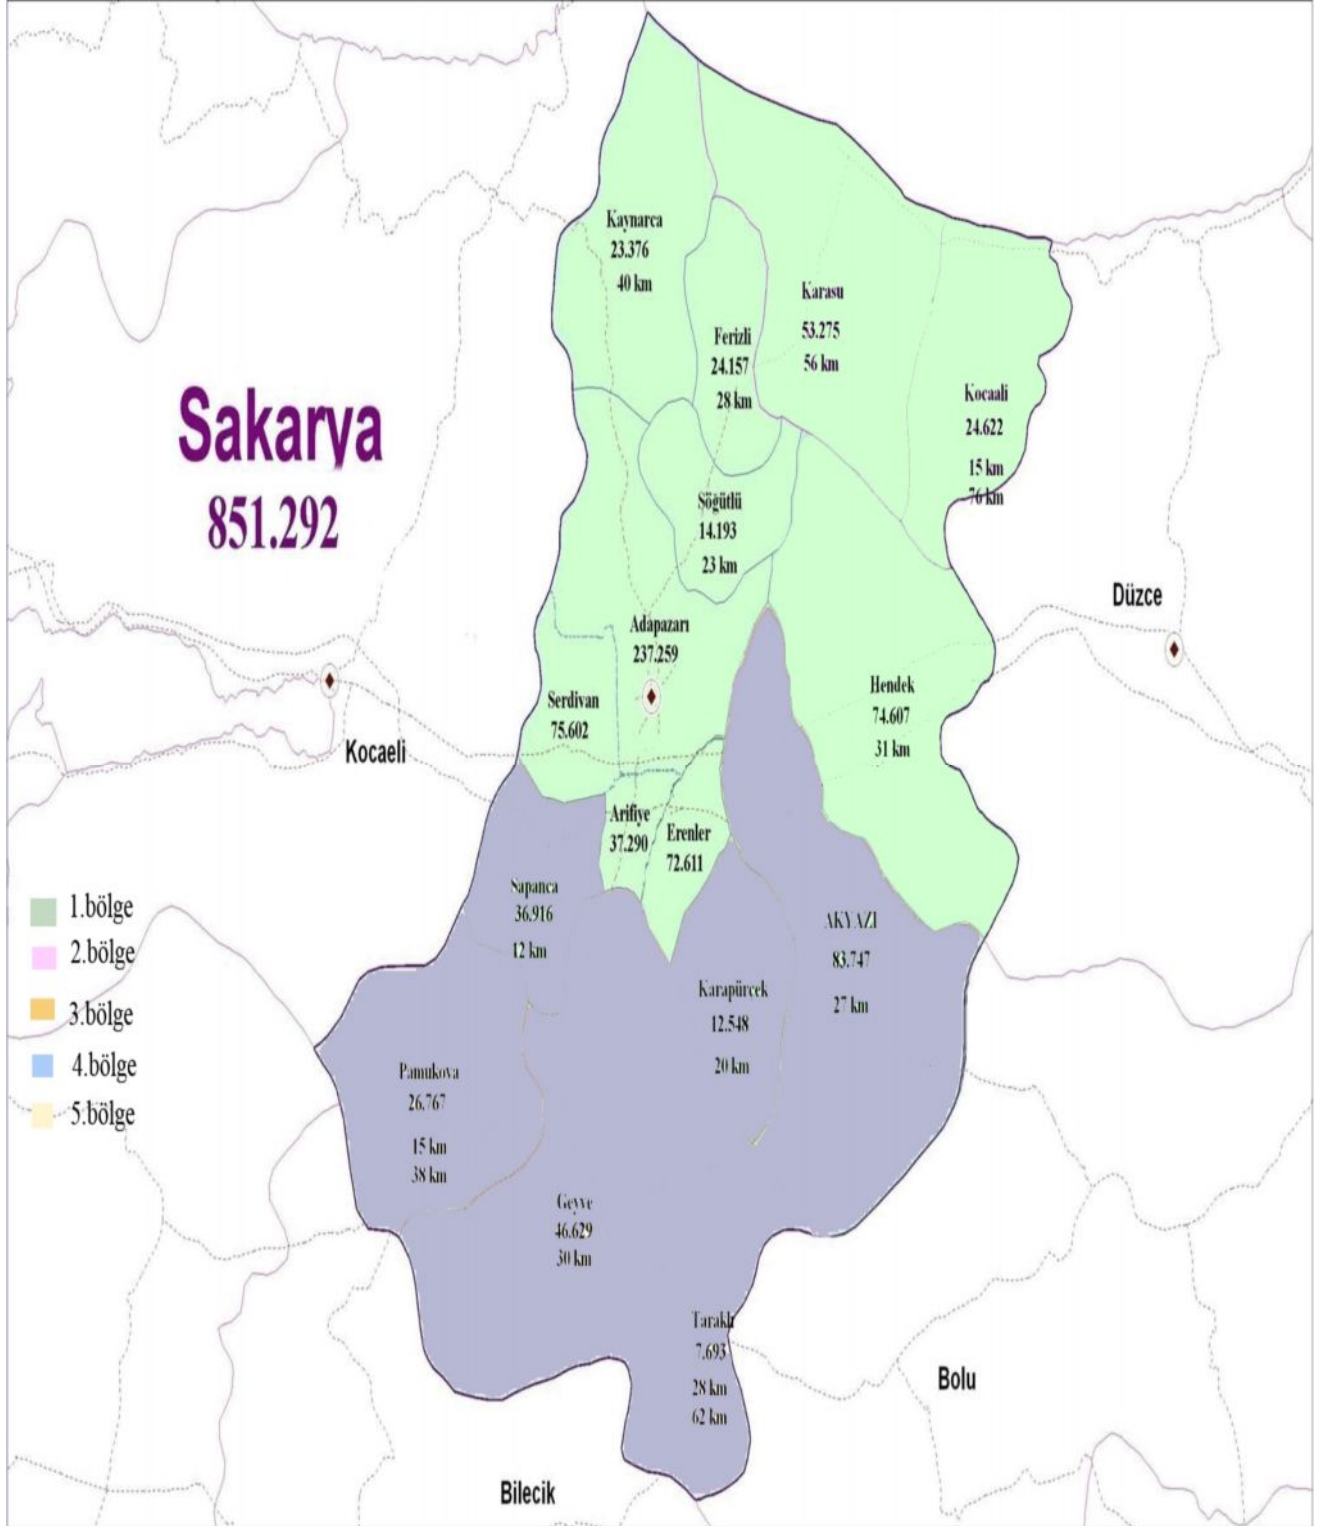 Kaynarca
23.376
40 km
Karasu
53.275
56 km
Ferizli
24.157
28 km
Kocaali
24.622
15 km
76 km
Sakarya
851.292
Söğütlü
14.193
23 km
Düzce
Adapazarı
237.259
Serdivan
75.602
Hendek
74.607
31 km
Kocaeli
Arifiye
37.290
Erenler
72.611
Sapanca
36.916
12 km
AKYAZI
83.747
27 km
1.bölge
2.bölge
3.bölge
4.bölge
5.bölge
Karapürçek
12.548
20 km
Pamukova
26.767
15 km
38 km
Geyve
46.629
30 km
Taraklı
7.693
28 km
62 km
Bolu
Bilecik